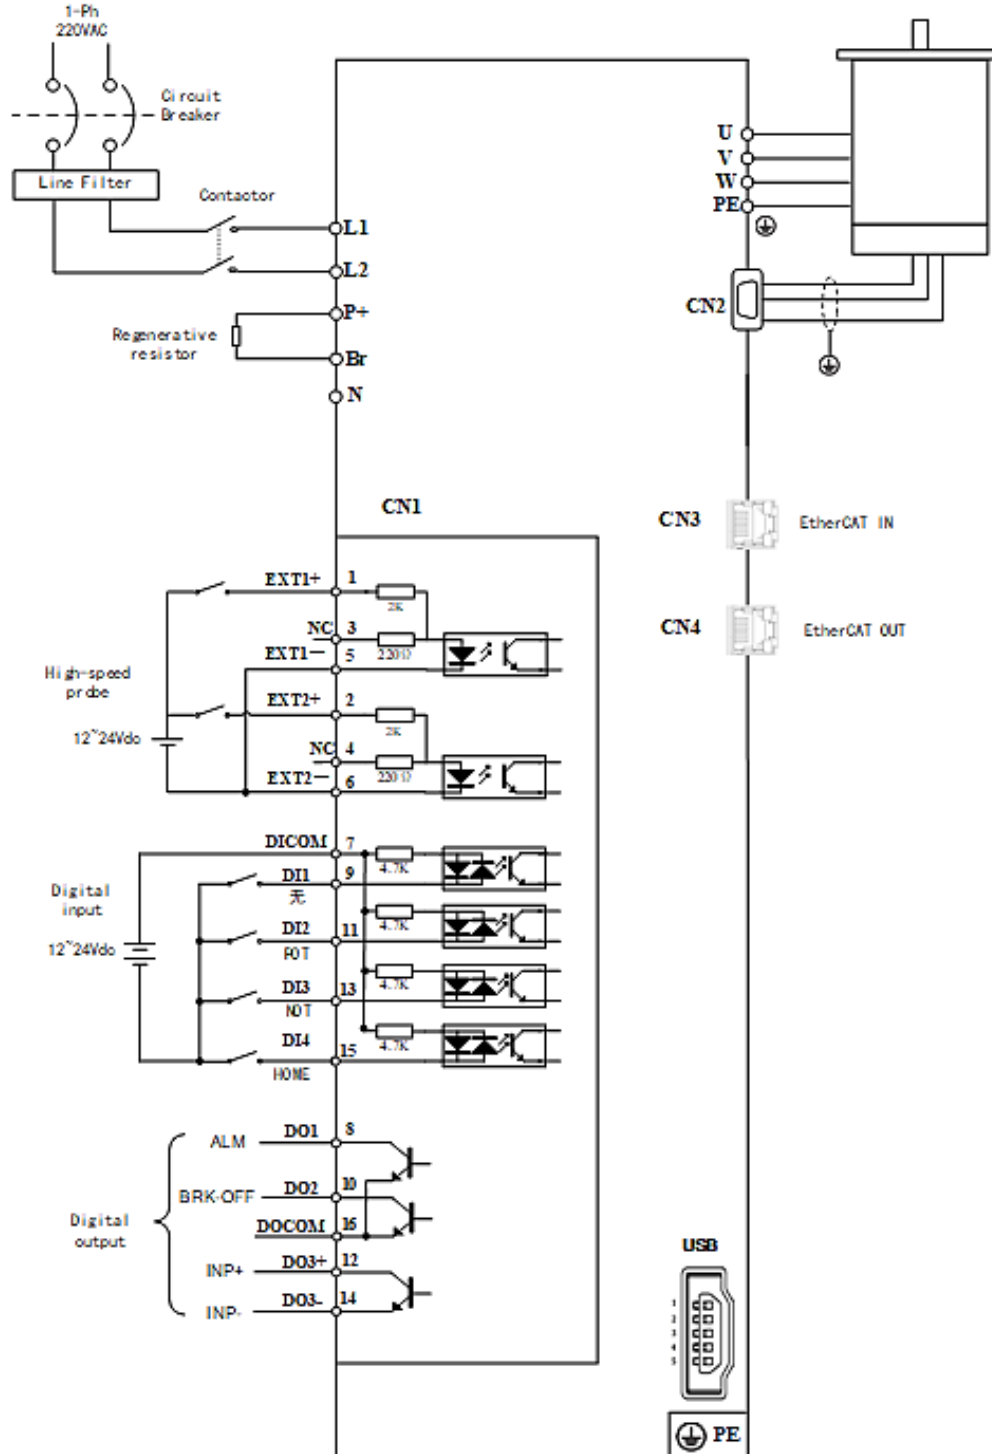 1-Ph
220VAC
Circuit
Breaker
Line Filter
Contactor
L1
L2
P+
Regenerative
resistor
Br
N
U
V
W
PE
CN2
CN1
CN3
EtherCAT IN
CN4
EtherCAT OUT
EXT1+ 1
2K
NC 3
220Ω
EXT1— 5
High-speed
probe
EXT2+ 2
2K
12~24Vdc
NC 4
220Ω
EXT2— 6
DICOM 7
4.7K
DI1 9
无
Digital
input
4.7K
DI2 11
POT
12~24Vdc
4.7K
DI3 13
NOT
DI4
4.7K
15
HOME
ALM DO1 8
BRK-OFF DO2 10
Digital
output
DOCOM 16
INP+ DO3+ 12
INP- DO3- 14
USB
1
2
3
4
5
PE